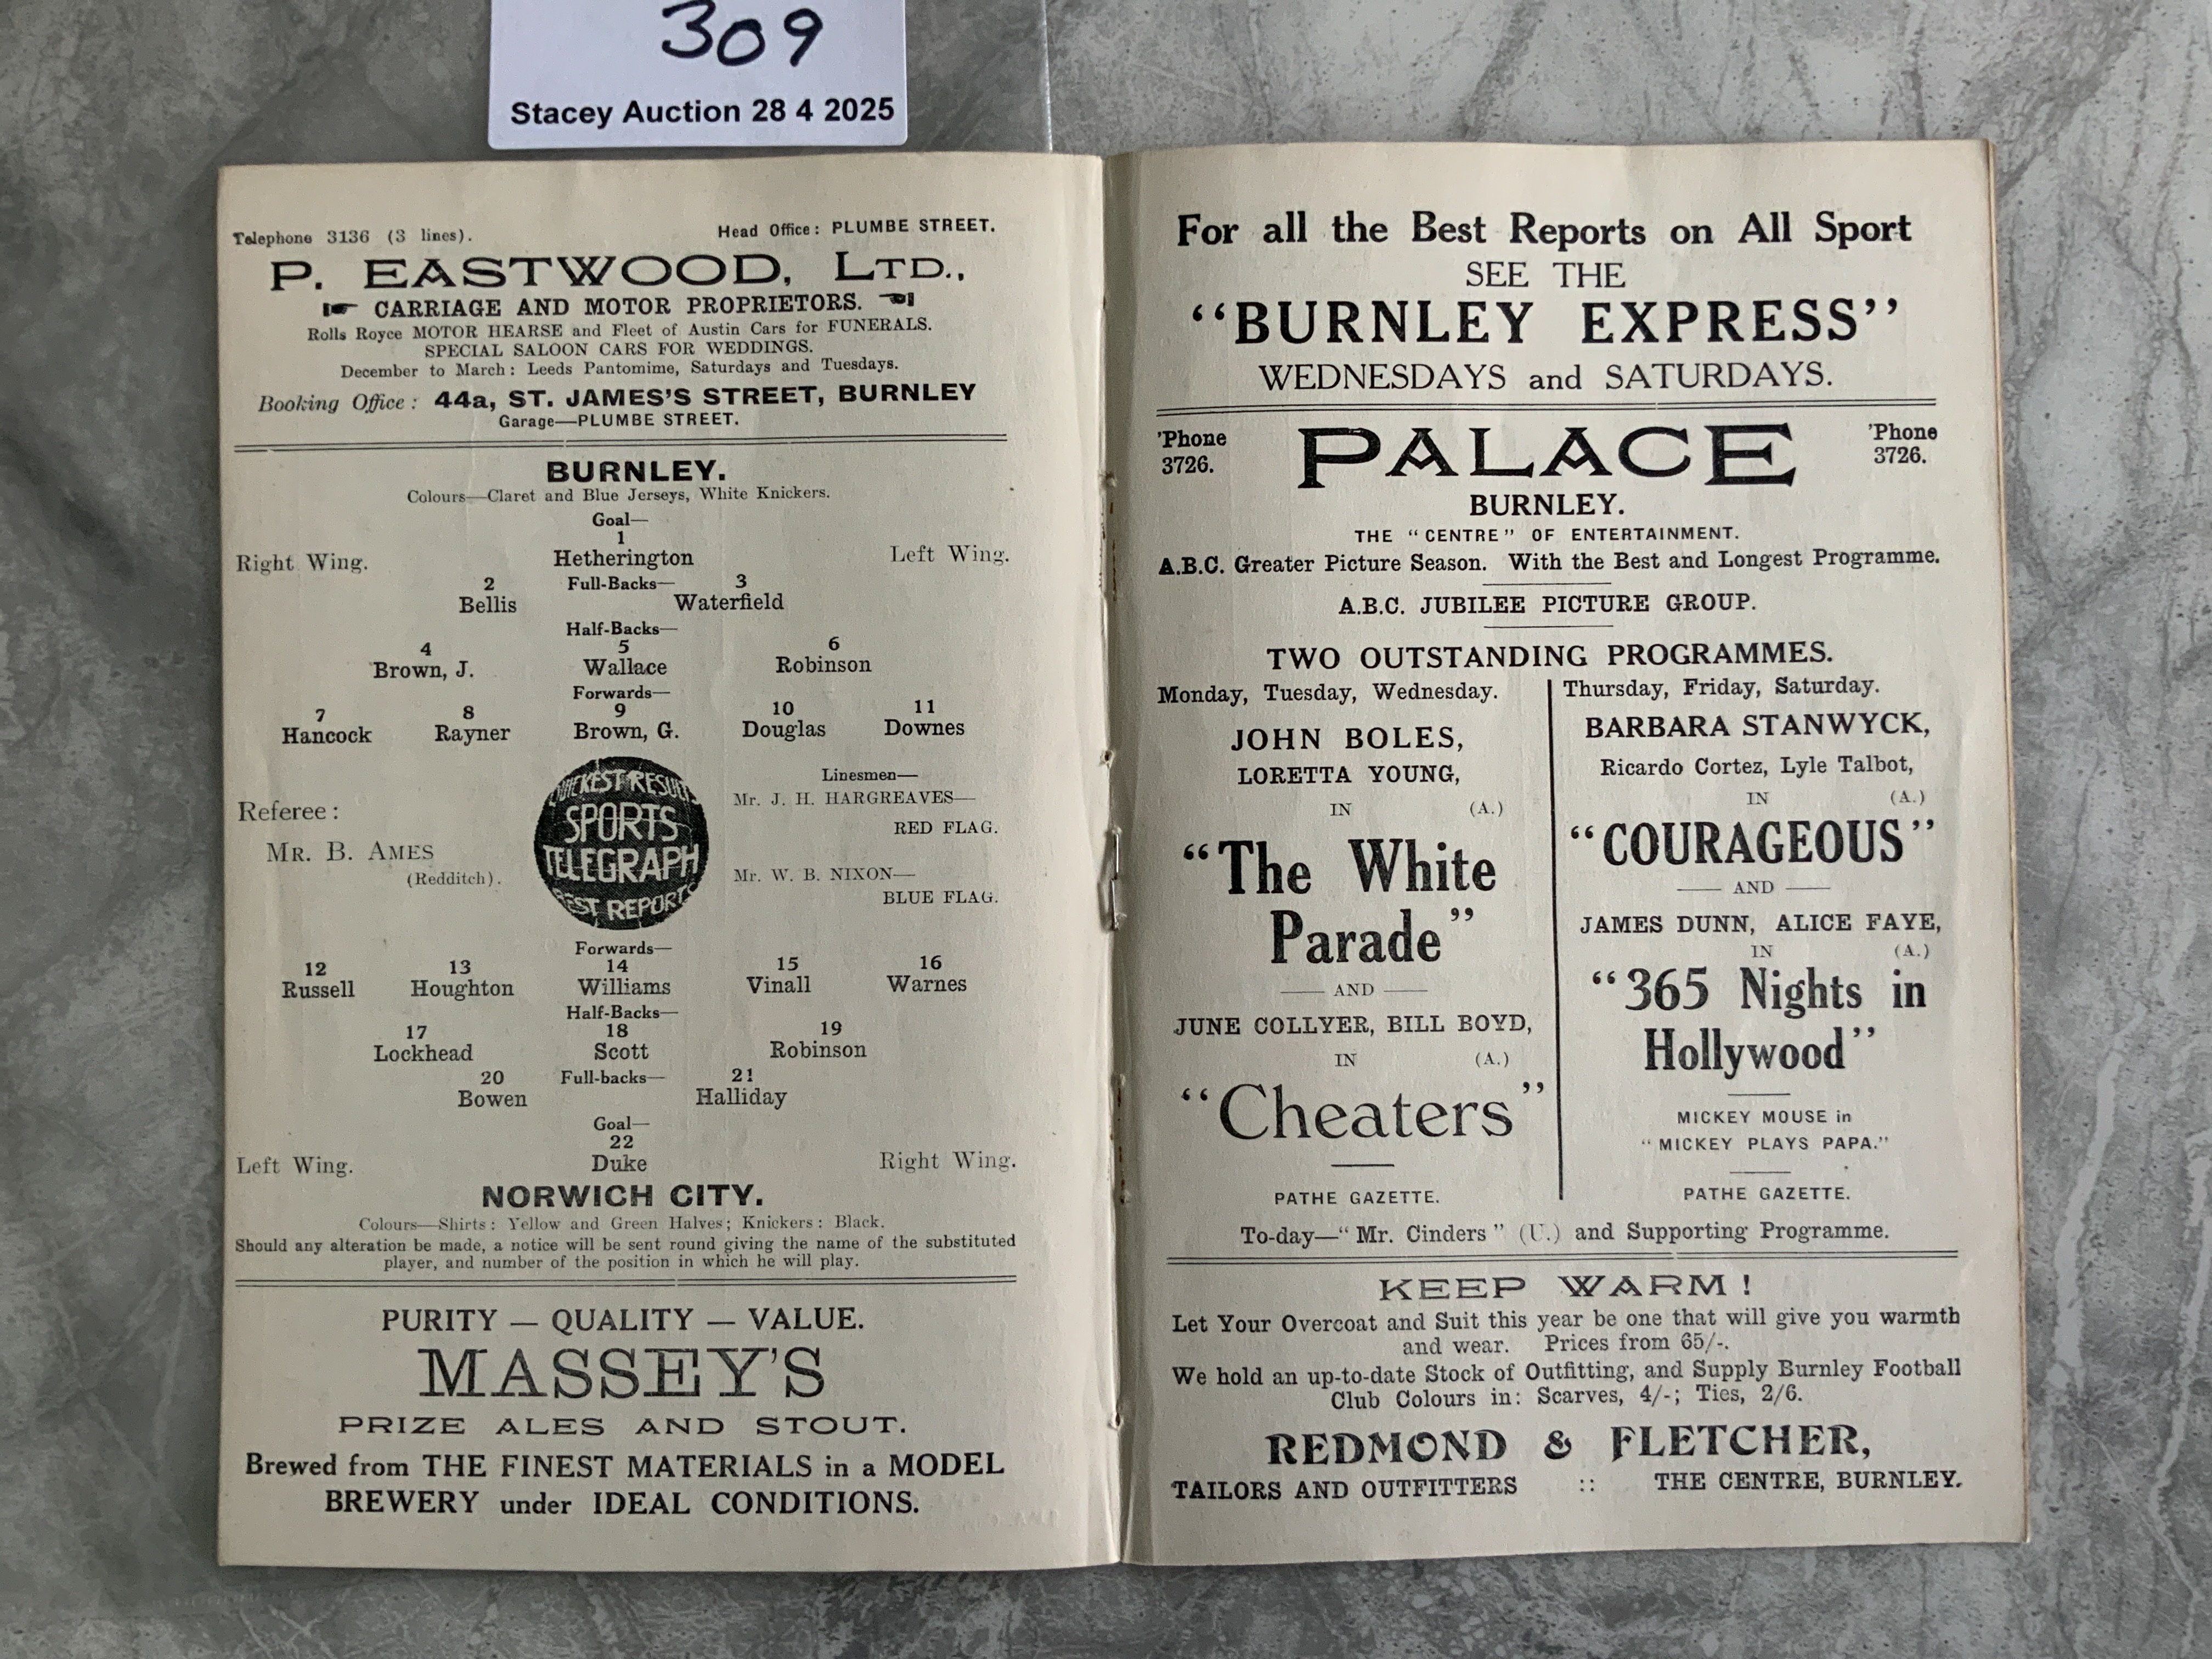 309
Stacey Auction 28 4 2025
Telephone 3136 (3 lines). Head Office: PLUMBE STREET.
P. EASTWOOD, LTD.,
CARRIAGE AND MOTOR PROPRIETORS.
Rolls Royce MOTOR HEARSE and Fleet of Austin Cars for FUNERALS.
SPECIAL SALOON CARS FOR WEDDINGS.
December to March: Leeds Pantomime, Saturdays and Tuesdays.
Booking Office: 44a, ST. JAMES'S STREET, BURNLEY
Garage—PLUMBE STREET.
BURNLEY.
Colours—Claret and Blue Jerseys, White Knickers.
Goal—
1
Right Wing. Hetherington Left Wing.
2 Full-Backs— 3
Bellis Waterfield
Half-Backs—
4 5 6
Brown, J. Wallace Robinson
Forwards—
7 8 9 10 11
Hancock Rayner Brown, G. Douglas Downes
Referee:
MR. B. AMES
(Redditch).
SPORTS
TELEGRAPH
Linesmen—
Mr. J. H. HARGREAVES—
RED FLAG.
Mr. W. B. NIXON—
BLUE FLAG.
Forwards—
12 13 14 15 16
Russell Houghton Williams Vinall Warnes
Half-Backs—
17 18 19
Lockhead Scott Robinson
20 Full-backs— 21
Bowen Halliday
Goal—
22
Left Wing. Duke Right Wing.
NORWICH CITY.
Colours—Shirts: Yellow and Green Halves; Knickers: Black.
Should any alteration be made, a notice will be sent round giving the name of the substituted
player, and number of the position in which he will play.
PURITY — QUALITY — VALUE.
MASSEY'S
PRIZE ALES AND STOUT.
Brewed from THE FINEST MATERIALS in a MODEL
BREWERY under IDEAL CONDITIONS.
For all the Best Reports on All Sport
SEE THE
"BURNLEY EXPRESS"
WEDNESDAYS and SATURDAYS.
'Phone 3726. PALACE 'Phone 3726.
BURNLEY.
THE "CENTRE" OF ENTERTAINMENT.
A.B.C. Greater Picture Season. With the Best and Longest Programme.
A.B.C. JUBILEE PICTURE GROUP.
TWO OUTSTANDING PROGRAMMES.
Monday, Tuesday, Wednesday.
JOHN BOLES,
LORETTA YOUNG,
IN (A.)
"The White
Parade"
AND
JUNE COLLYER, BILL BOYD,
IN (A.)
"Cheaters"
PATHE GAZETTE.
Thursday, Friday, Saturday.
BARBARA STANWYCK,
Ricardo Cortez, Lyle Talbot,
IN (A.)
"COURAGEOUS"
AND
JAMES DUNN, ALICE FAYE,
IN (A.)
"365 Nights in
Hollywood"
MICKEY MOUSE in
"MICKEY PLAYS PAPA."
PATHE GAZETTE.
To-day—"Mr. Cinders" (U.) and Supporting Programme.
KEEP WARM!
Let Your Overcoat and Suit this year be one that will give you warmth
and wear. Prices from 65/-.
We hold an up-to-date Stock of Outfitting, and Supply Burnley Football
Club Colours in: Scarves, 4/-; Ties, 2/6.
REDMOND & FLETCHER,
TAILORS AND OUTFITTERS :: THE CENTRE, BURNLEY.